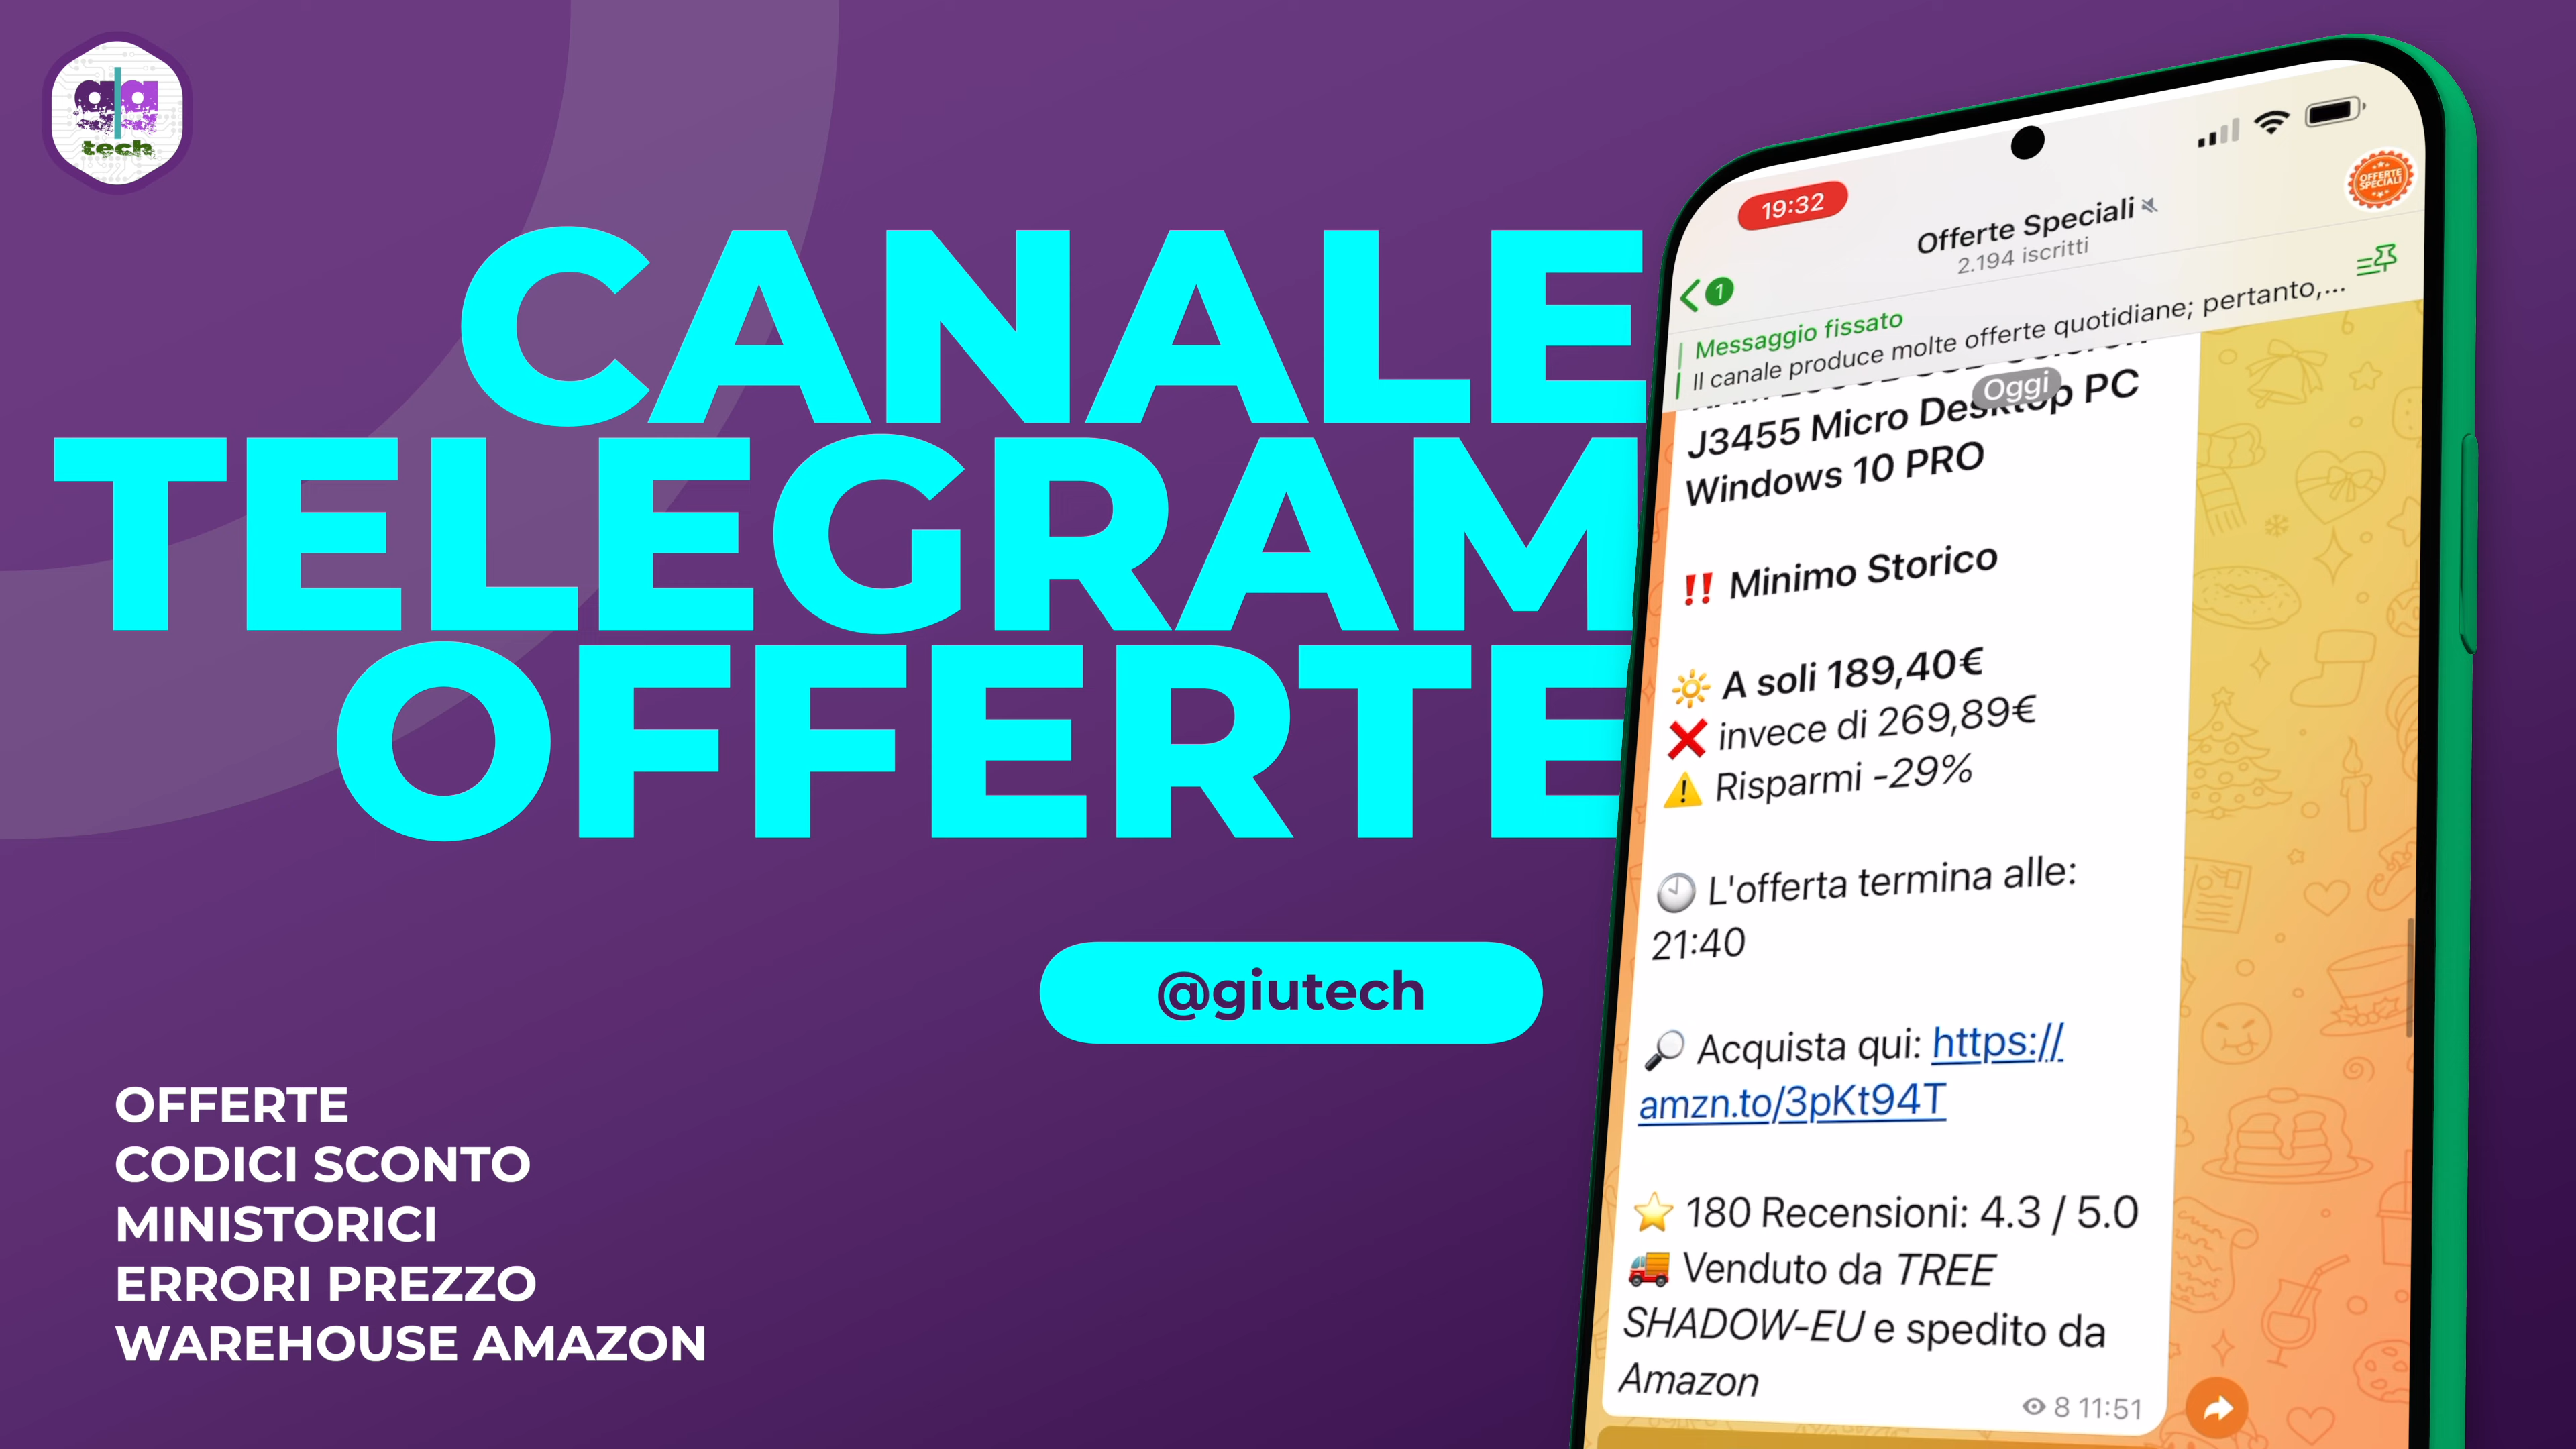 g|g
tech
CANALE
TELEGRAM
OFFERTE
@giutech
OFFERTE
CODICI SCONTO
MINISTORICI
ERRORI PREZZO
WAREHOUSE AMAZON
19:32
Offerte Speciali
2.194 iscritti
OFFERTE
SPECIALI
1
Messaggio fissato
Il canale produce molte offerte quotidiane; pertanto,...
Oggi
J3455 Micro Desktop PC
Windows 10 PRO
‼️ Minimo Storico
A soli 189,40€
❌ invece di 269,89€
⚠️ Risparmi -29%
L'offerta termina alle:
21:40
Acquista qui: https://
amzn.to/3pKt94T
180 Recensioni: 4.3 / 5.0
Venduto da TREE
SHADOW-EU e spedito da
Amazon
8 11:51